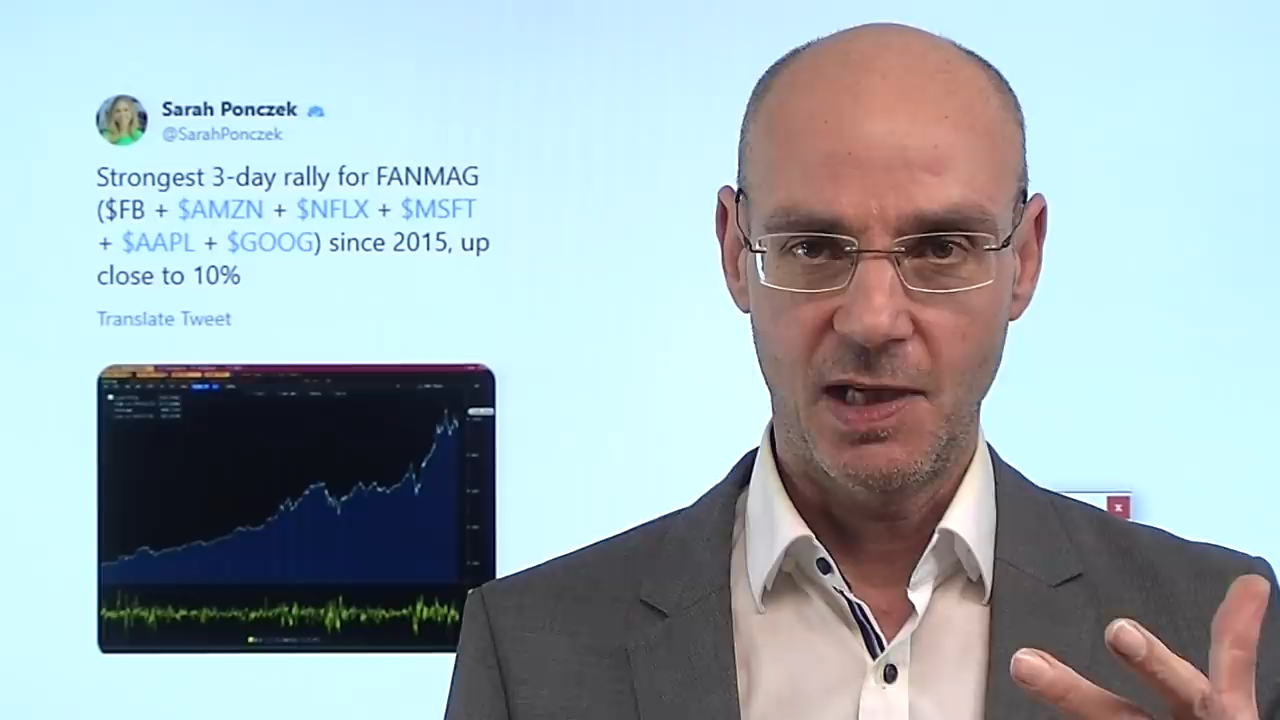 Sarah Ponczek
@SarahPonczek
Strongest 3-day rally for FANMAG
($FB + $AMZN + $NFLX + $MSFT
+ $AAPL + $GOOG) since 2015, up
close to 10%
Translate Tweet
x